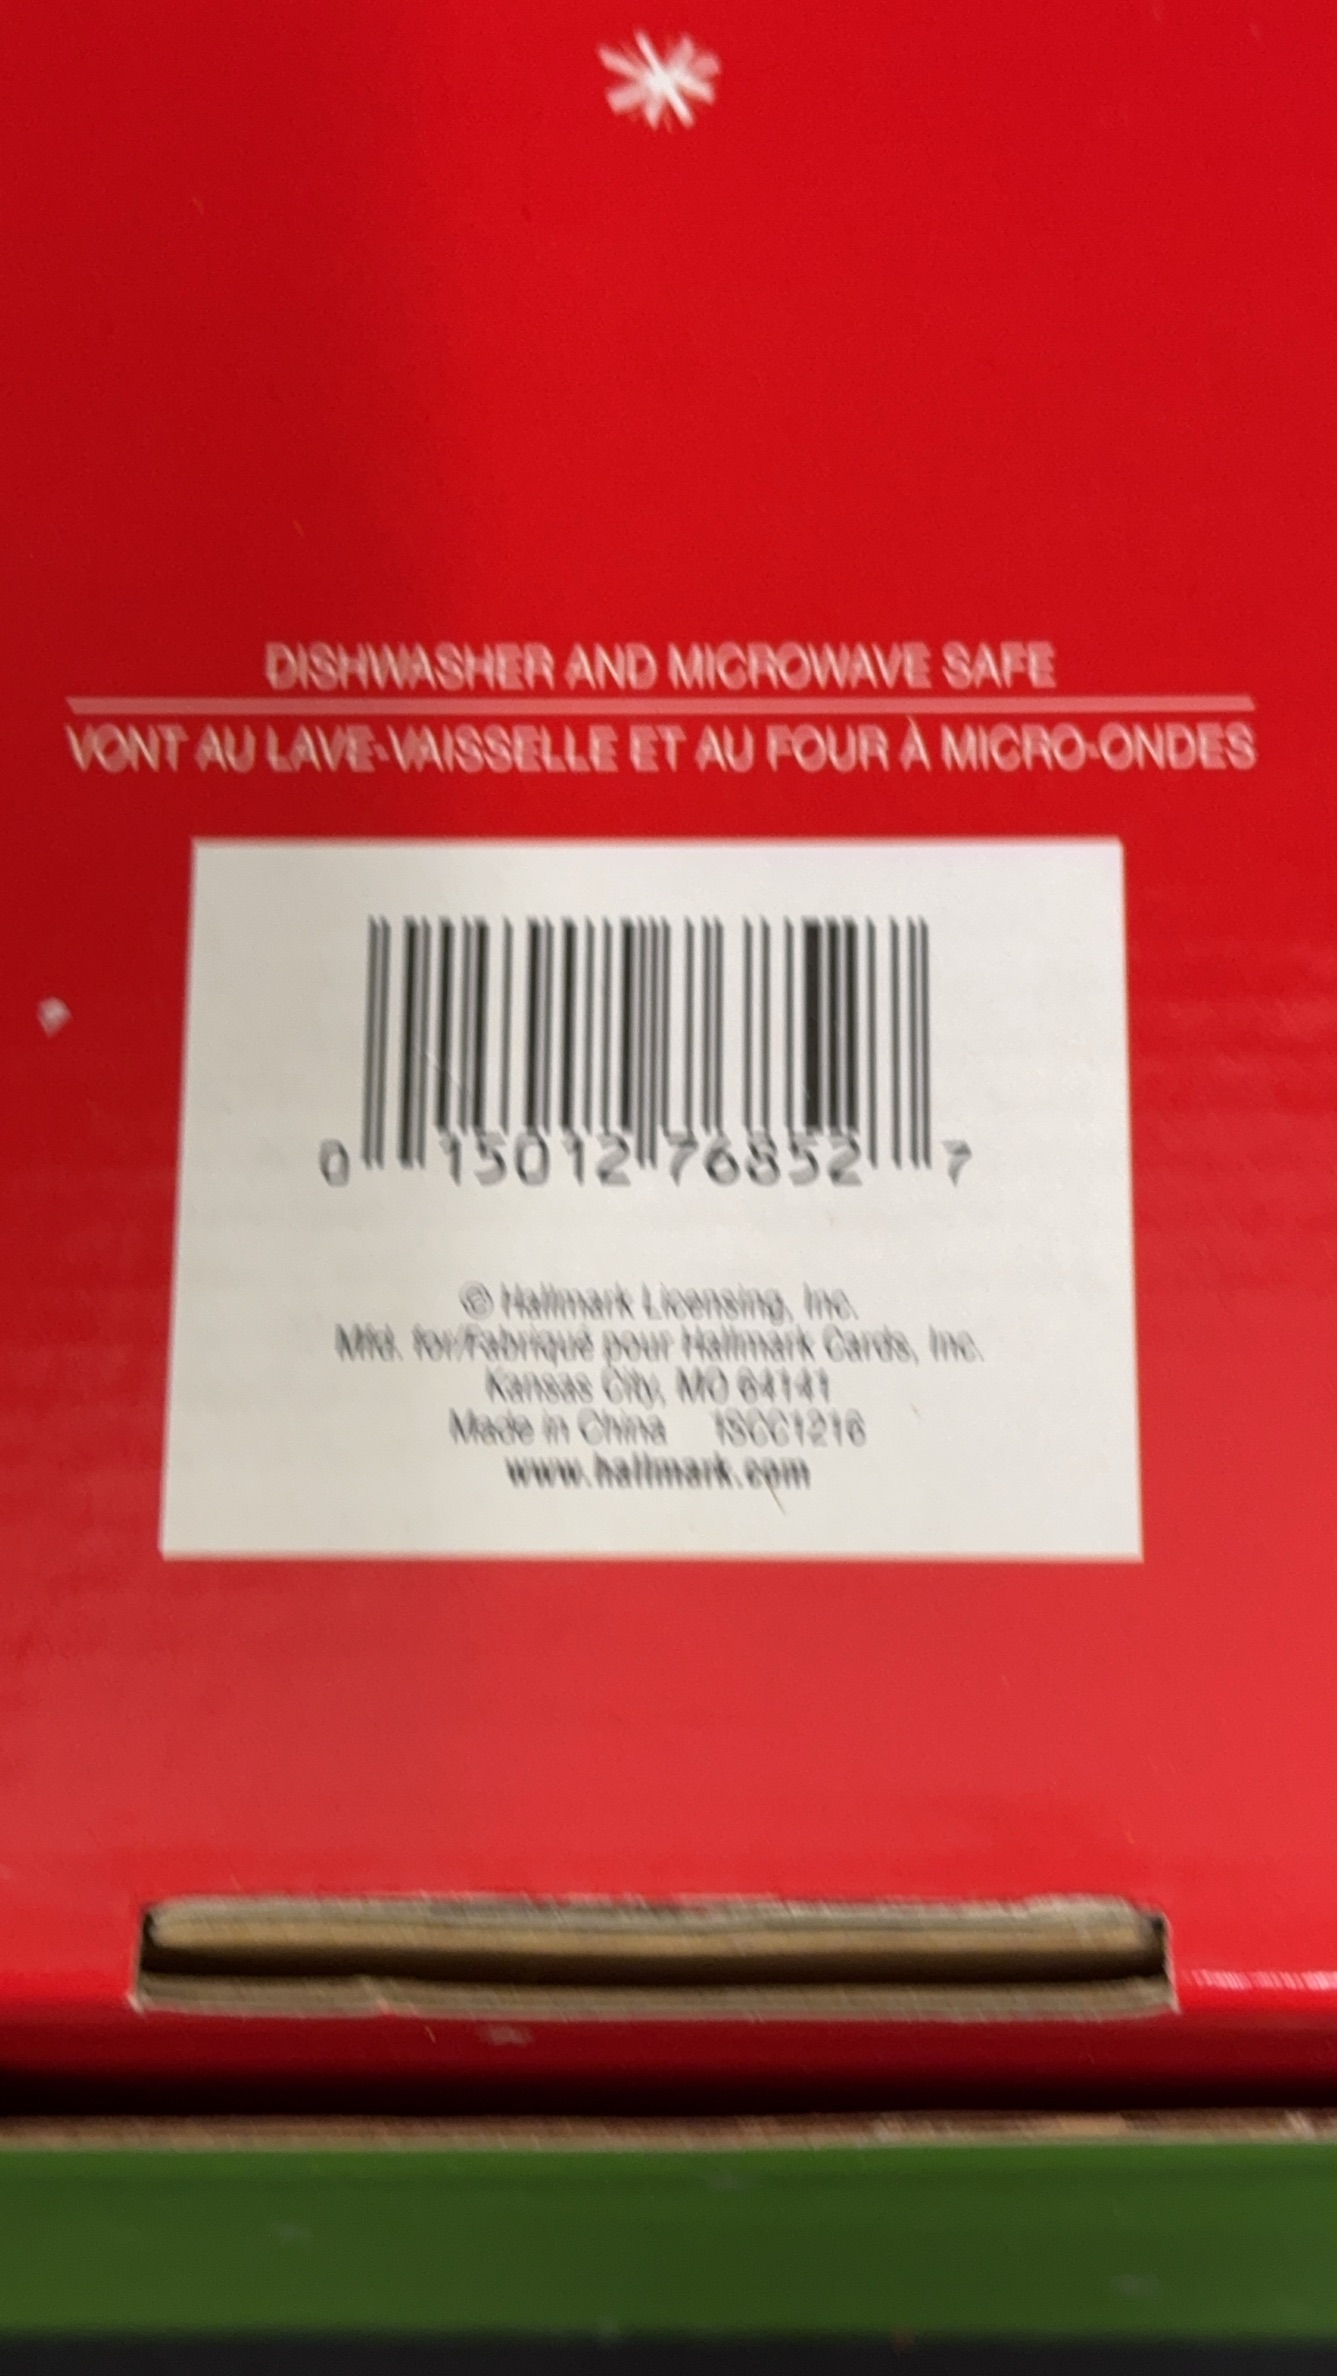 DISHWASHER AND MICROWAVE SAFE
VONT AU LAVE-VAISSELLE ET AU FOUR À MICRO-ONDES
0 15012 76852 7
© Hallmark Licensing, Inc.
Mfd. for/Fabriqué pour Hallmark Cards, Inc.
Kansas City, MO 64141
Made in China 1SCC1216
www.hallmark.com